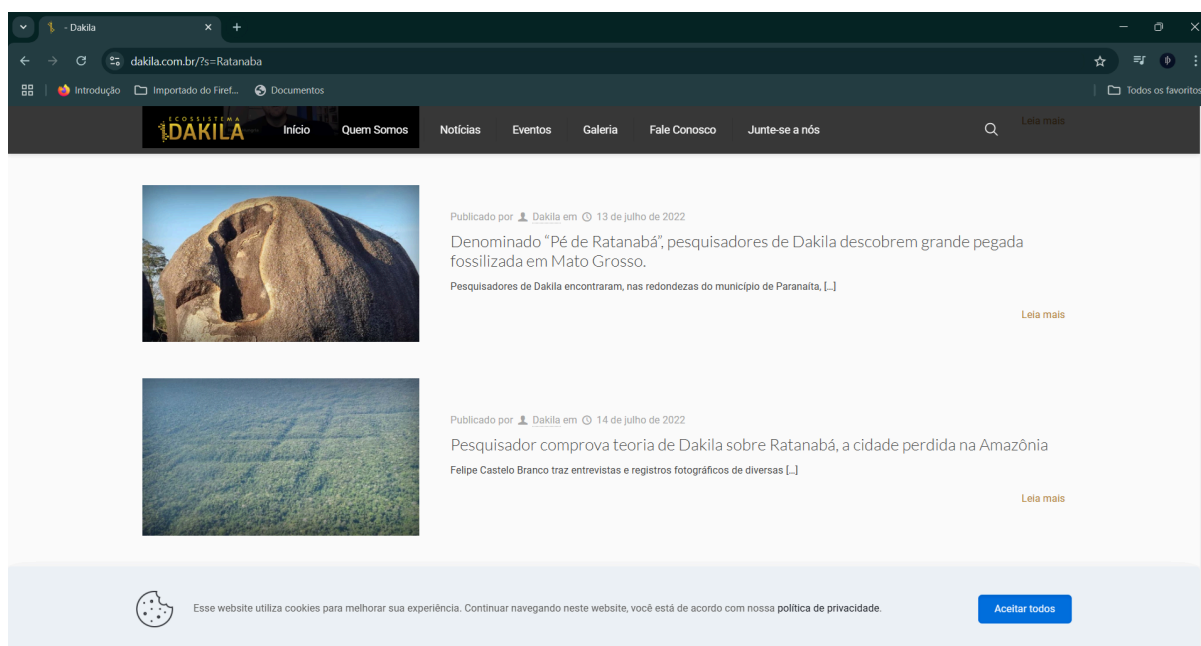 - Dakila
dakila.com.br/?s=Ratanaba
Introdução
Importado do Firef...
Documentos
Todos os favoritos
ECOSSISTEMA
DAKILA
Início
Quem Somos
Notícias
Eventos
Galeria
Fale Conosco
Junte-se a nós
Leia mais
Publicado por Dakila em 13 de julho de 2022
Denominado “Pé de Ratanabá”, pesquisadores de Dakila descobrem grande pegada
fossilizada em Mato Grosso.
Pesquisadores de Dakila encontraram, nas redondezas do município de Paranaíta, [...]
Leia mais
Publicado por Dakila em 14 de julho de 2022
Pesquisador comprova teoria de Dakila sobre Ratanabá, a cidade perdida na Amazônia
Felipe Castelo Branco traz entrevistas e registros fotográficos de diversas [...]
Leia mais
Esse website utiliza cookies para melhorar sua experiência. Continuar navegando neste website, você está de acordo com nossa política de privacidade.
Aceitar todos